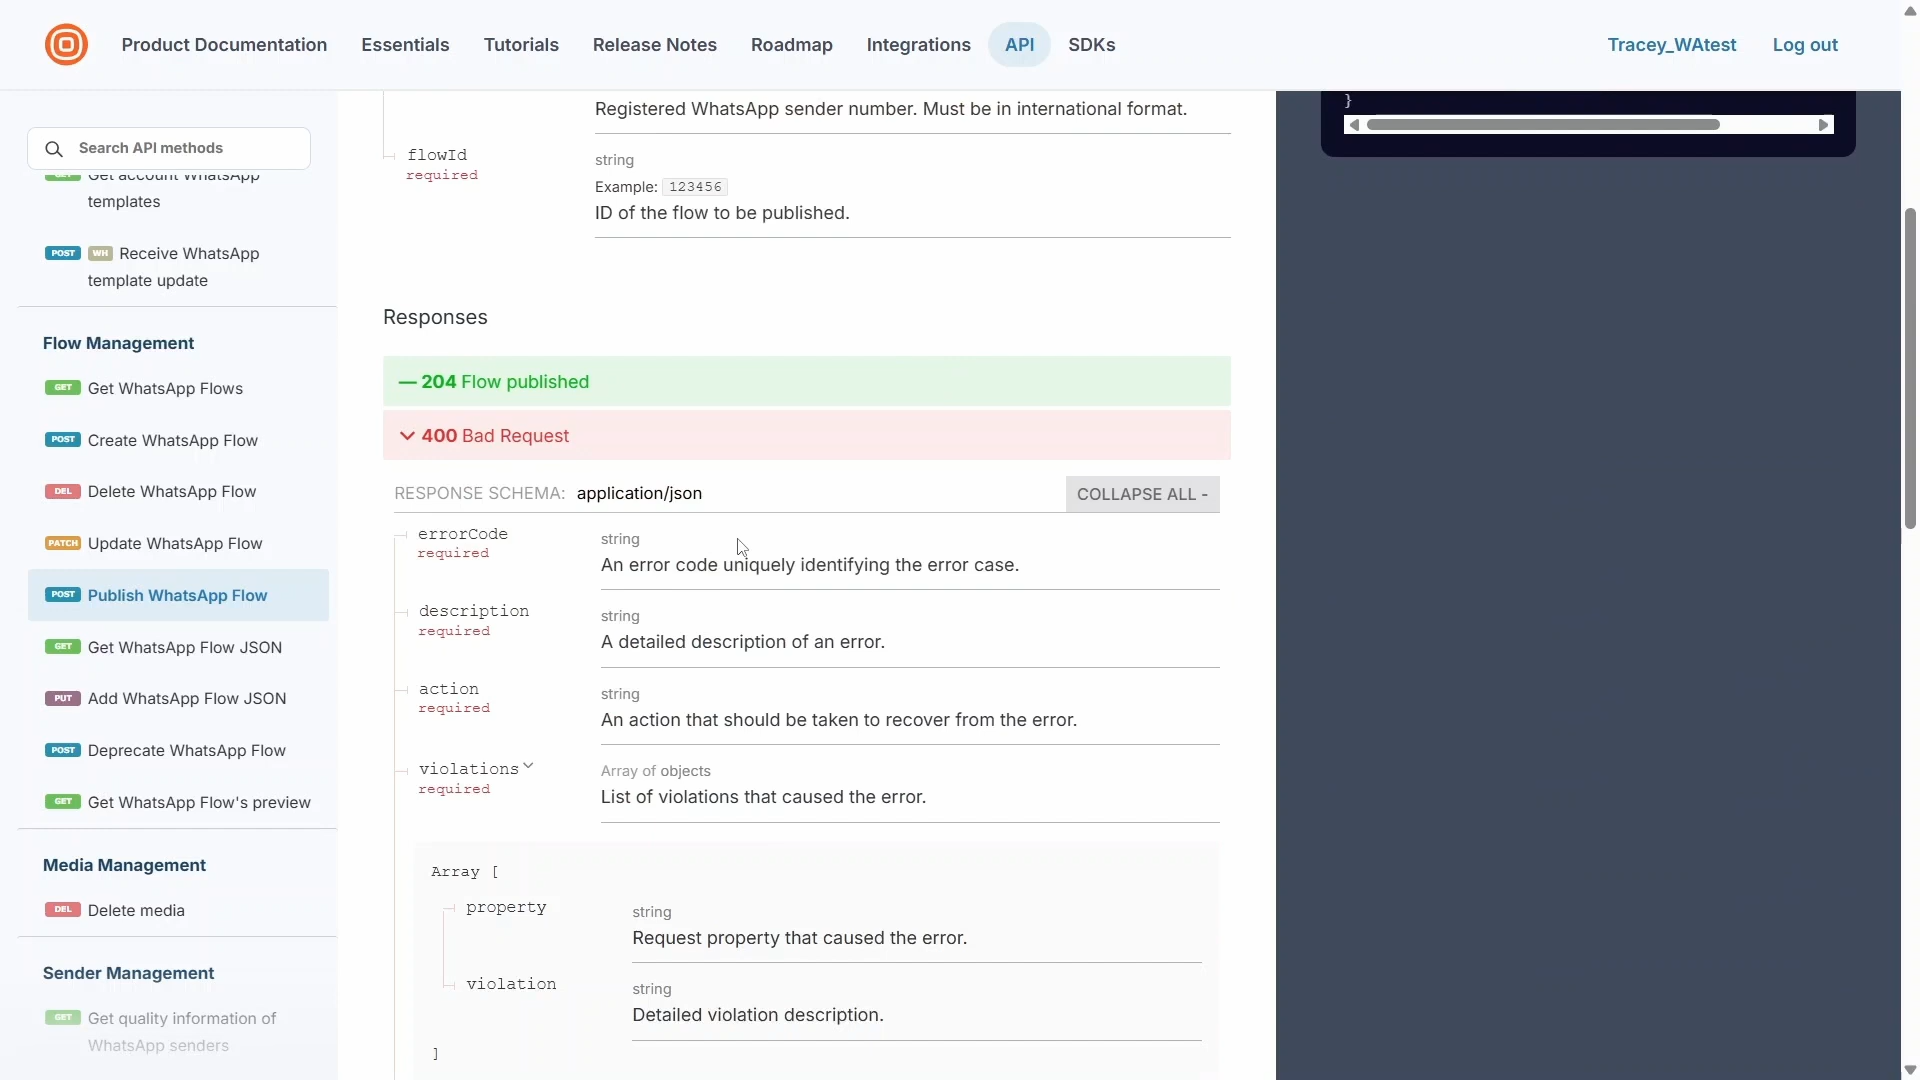 Product Documentation
Essentials
Tutorials
Release Notes
Roadmap
Integrations
API
SDKs
Tracey_WAtest
Log out
Search API methods
GET Get account WhatsApp
templates
POST WH Receive WhatsApp
template update
Flow Management
GET Get WhatsApp Flows
POST Create WhatsApp Flow
DEL Delete WhatsApp Flow
PATCH Update WhatsApp Flow
POST Publish WhatsApp Flow
GET Get WhatsApp Flow JSON
PUT Add WhatsApp Flow JSON
POST Deprecate WhatsApp Flow
GET Get WhatsApp Flow's preview
Media Management
DEL Delete media
Sender Management
GET Get quality information of
WhatsApp senders
Registered WhatsApp sender number. Must be in international format.
flowId
required
string
Example: 123456
ID of the flow to be published.
Responses
— 204 Flow published
400 Bad Request
RESPONSE SCHEMA: application/json
COLLAPSE ALL -
errorCode
required
string
An error code uniquely identifying the error case.
description
required
string
A detailed description of an error.
action
required
string
An action that should be taken to recover from the error.
violations
required
Array of objects
List of violations that caused the error.
Array [
property
string
Request property that caused the error.
violation
string
Detailed violation description.
]
}